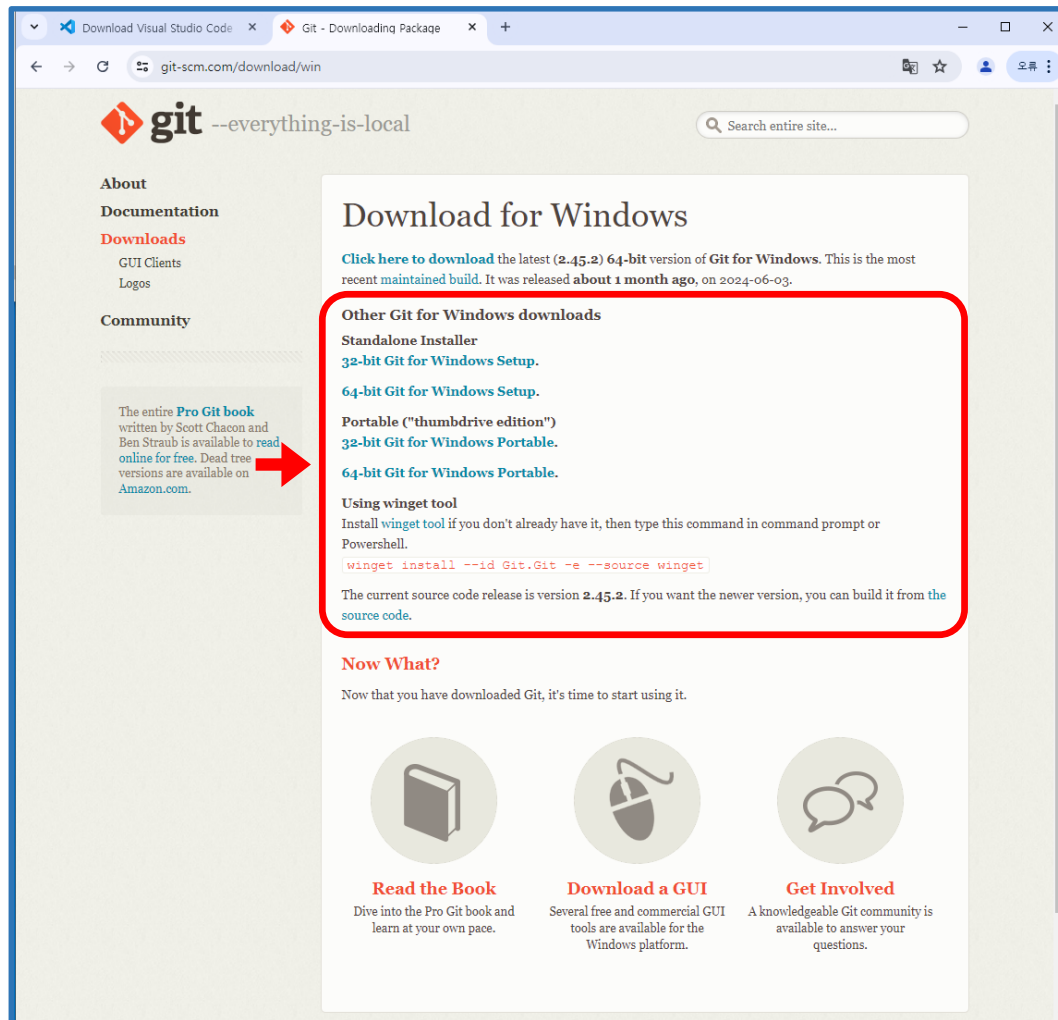 Download Visual Studio Code
Git - Downloading Package
git-scm.com/download/win
오류
git --everything-is-local
Search entire site...
About
Documentation
Downloads
GUI Clients
Logos
Community
The entire Pro Git book
written by Scott Chacon and
Ben Straub is available to read
online for free. Dead tree
versions are available on
Amazon.com.
Download for Windows
Click here to download the latest (2.45.2) 64-bit version of Git for Windows. This is the most
recent maintained build. It was released about 1 month ago, on 2024-06-03.
Other Git for Windows downloads
Standalone Installer
32-bit Git for Windows Setup.
64-bit Git for Windows Setup.
Portable ("thumbdrive edition")
32-bit Git for Windows Portable.
64-bit Git for Windows Portable.
Using winget tool
Install winget tool if you don't already have it, then type this command in command prompt or
Powershell.
winget install --id Git.Git -e --source winget
The current source code release is version 2.45.2. If you want the newer version, you can build it from the
source code.
Now What?
Now that you have downloaded Git, it's time to start using it.
Read the Book
Dive into the Pro Git book and
learn at your own pace.
Download a GUI
Several free and commercial GUI
tools are available for the
Windows platform.
Get Involved
A knowledgeable Git community is
available to answer your
questions.